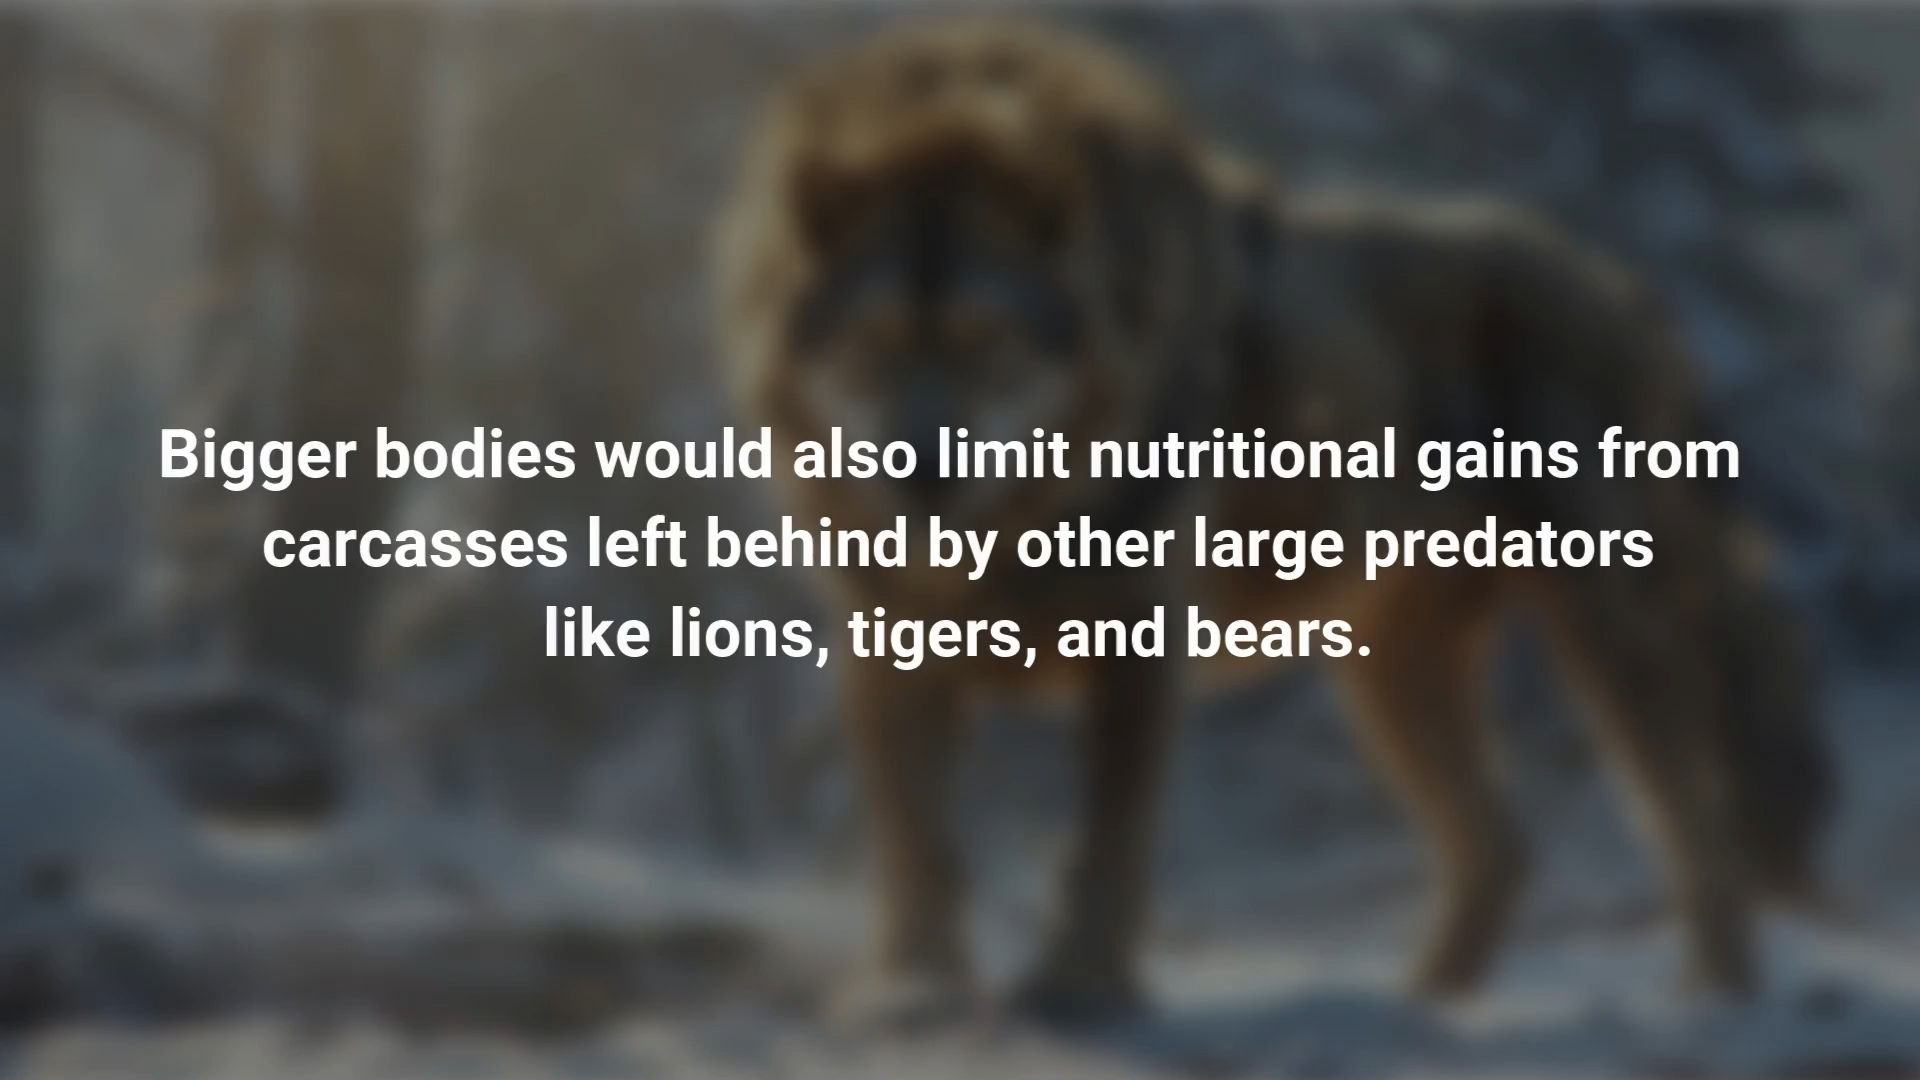 Bigger bodies would also limit nutritional gains from
carcasses left behind by other large predators
like lions, tigers, and bears.